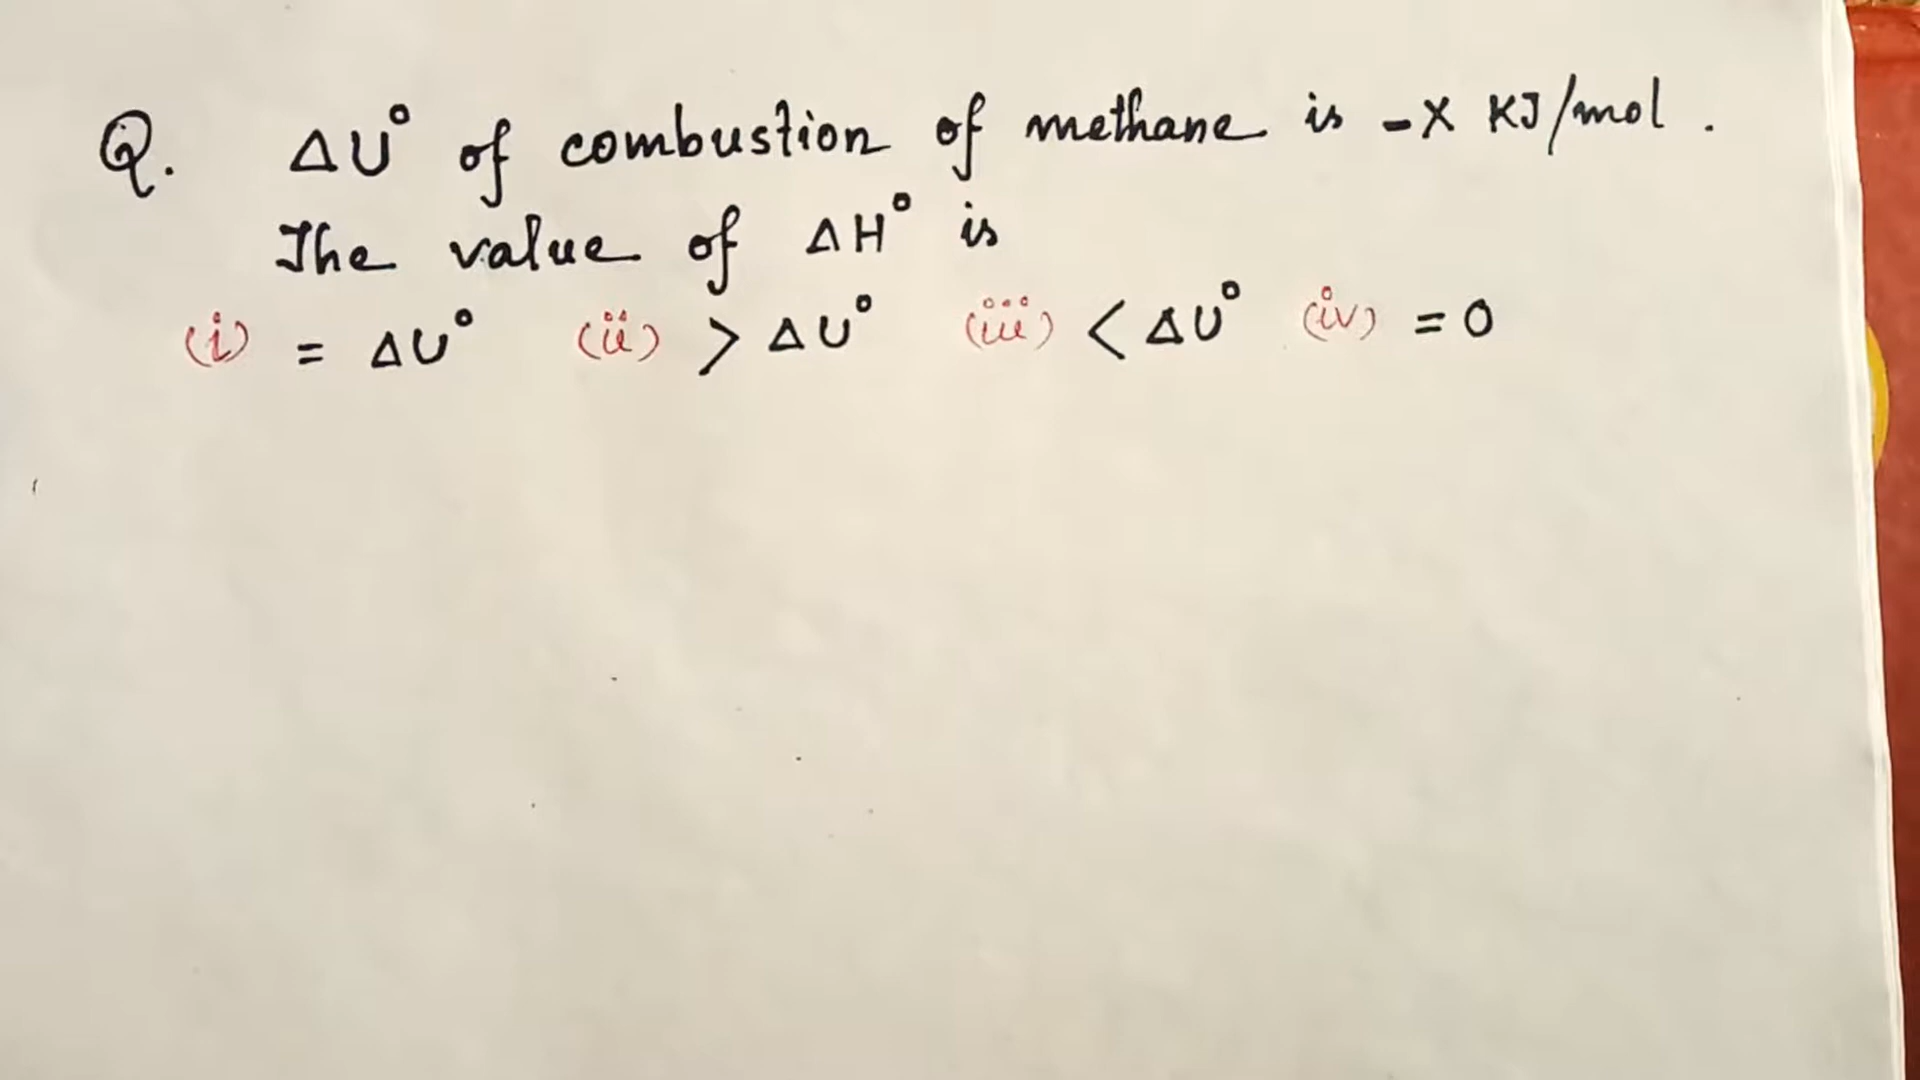 Q. ΔU° of combustion of methane is -X KJ/mol.
The value of ΔH° is
(i) = ΔU° (ii) > ΔU° (iii) < ΔU° (iv) = 0